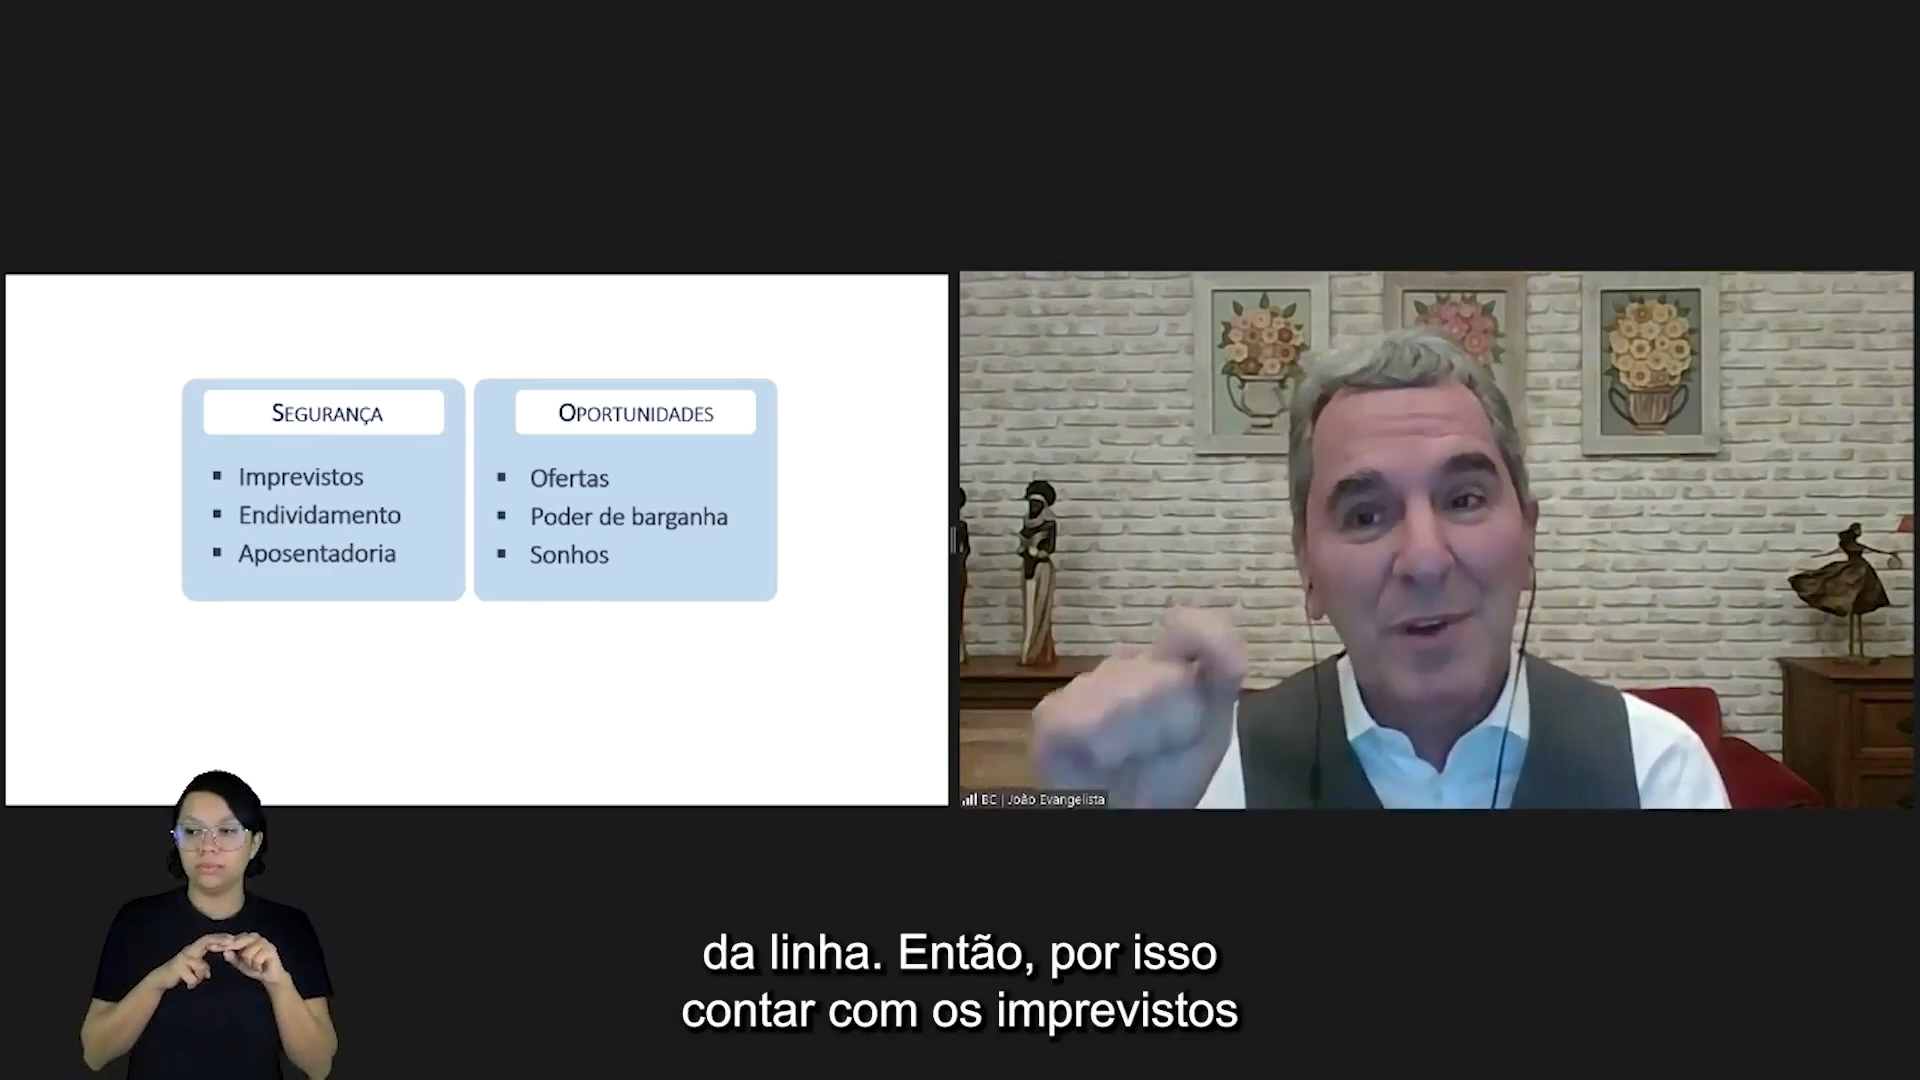 SEGURANÇA
▪ Imprevistos
▪ Endividamento
▪ Aposentadoria
OPORTUNIDADES
▪ Ofertas
▪ Poder de barganha
▪ Sonhos
BC | João Evangelista
da linha. Então, por isso
contar com os imprevistos